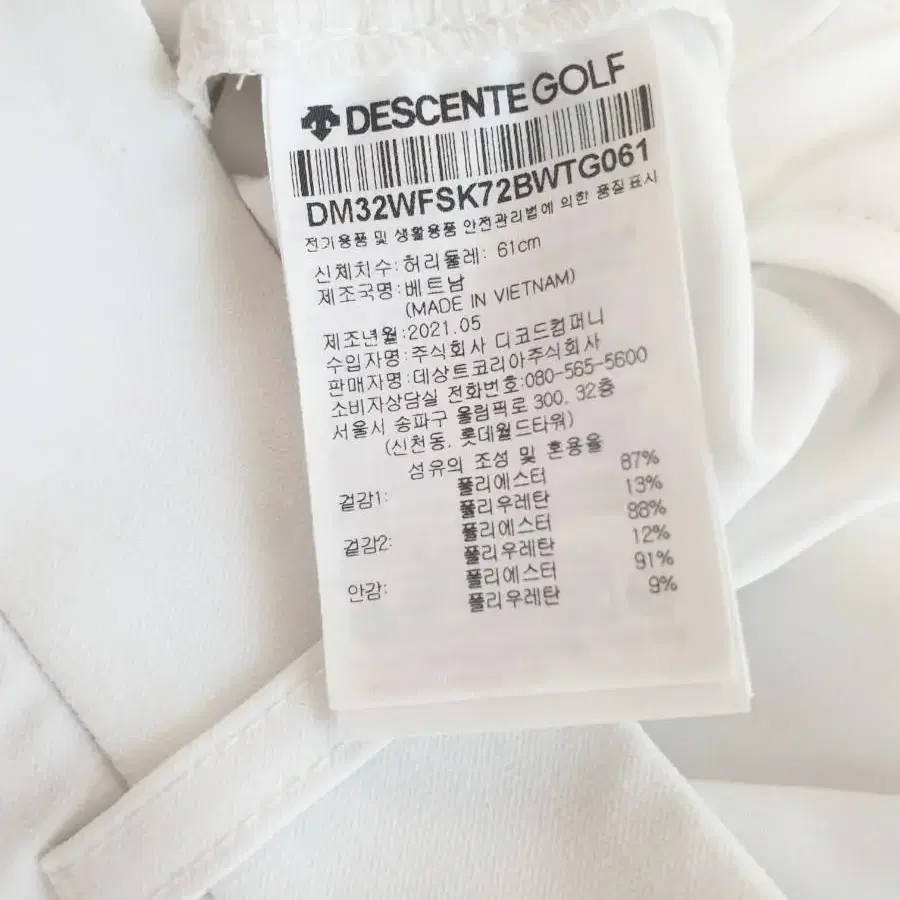 DESCENTE GOLF
DM32WFSK72BWTG061
전기용품 및 생활용품 안전관리법에 의한 품질표시
신체치수:허리둘레: 61cm
제조국명:베트남
(MADE IN VIETNAM)
제조년월:2021.05
수입자명:주식회사 디코드컴퍼니
판매자명:데상트코리아주식회사
소비자상담실 전화번호:080-565-5600
서울시 송파구 올림픽로 300, 32층
(신천동, 롯데월드타워)
섬유의 조성 및 혼용율
겉감1: 폴리에스터 87%
폴리우레탄 13%
겉감2: 폴리에스터 88%
폴리우레탄 12%
안감: 폴리에스터 91%
폴리우레탄 9%